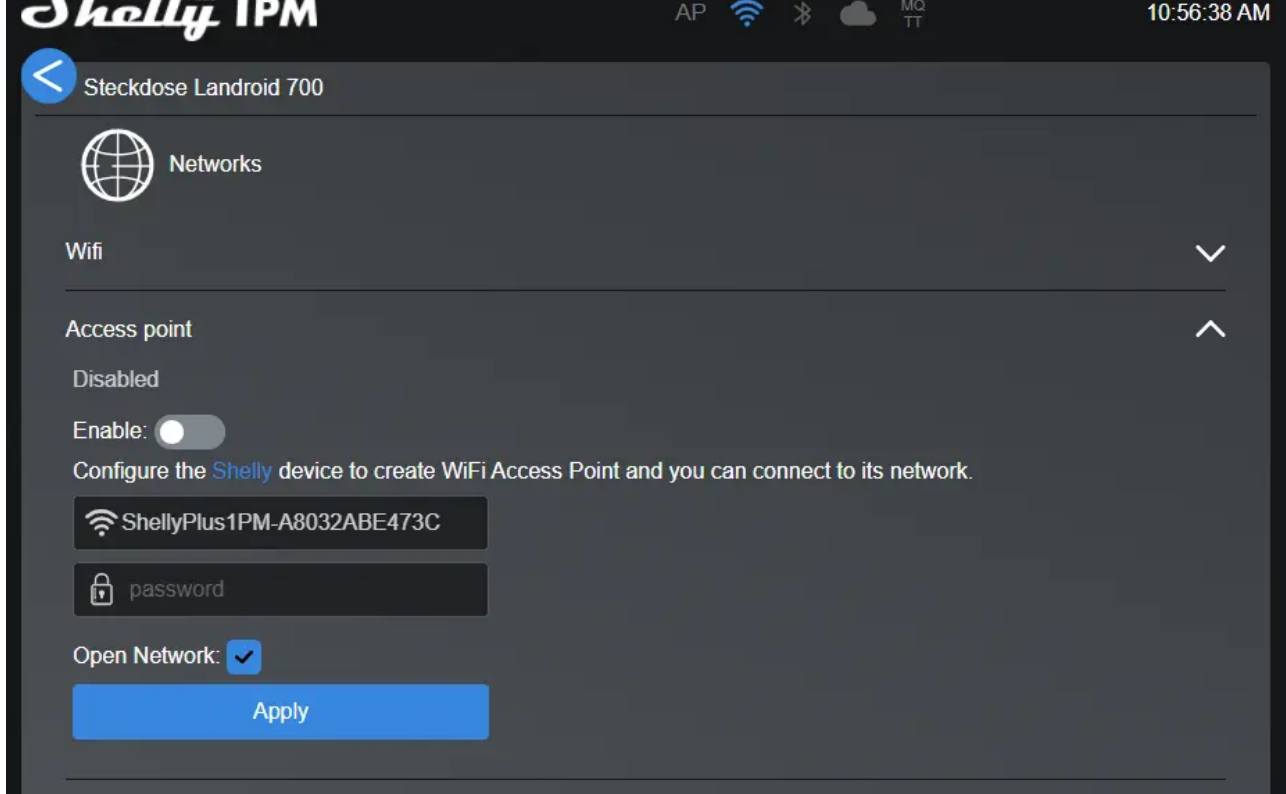 Shelly 1PM
AP
MQ
TT
10:56:38 AM
Steckdose Landroid 700
Networks
Wifi
Access point
Disabled
Enable:
Configure the Shelly device to create WiFi Access Point and you can connect to its network.
ShellyPlus1PM-A8032ABE473C
password
Open Network:
Apply